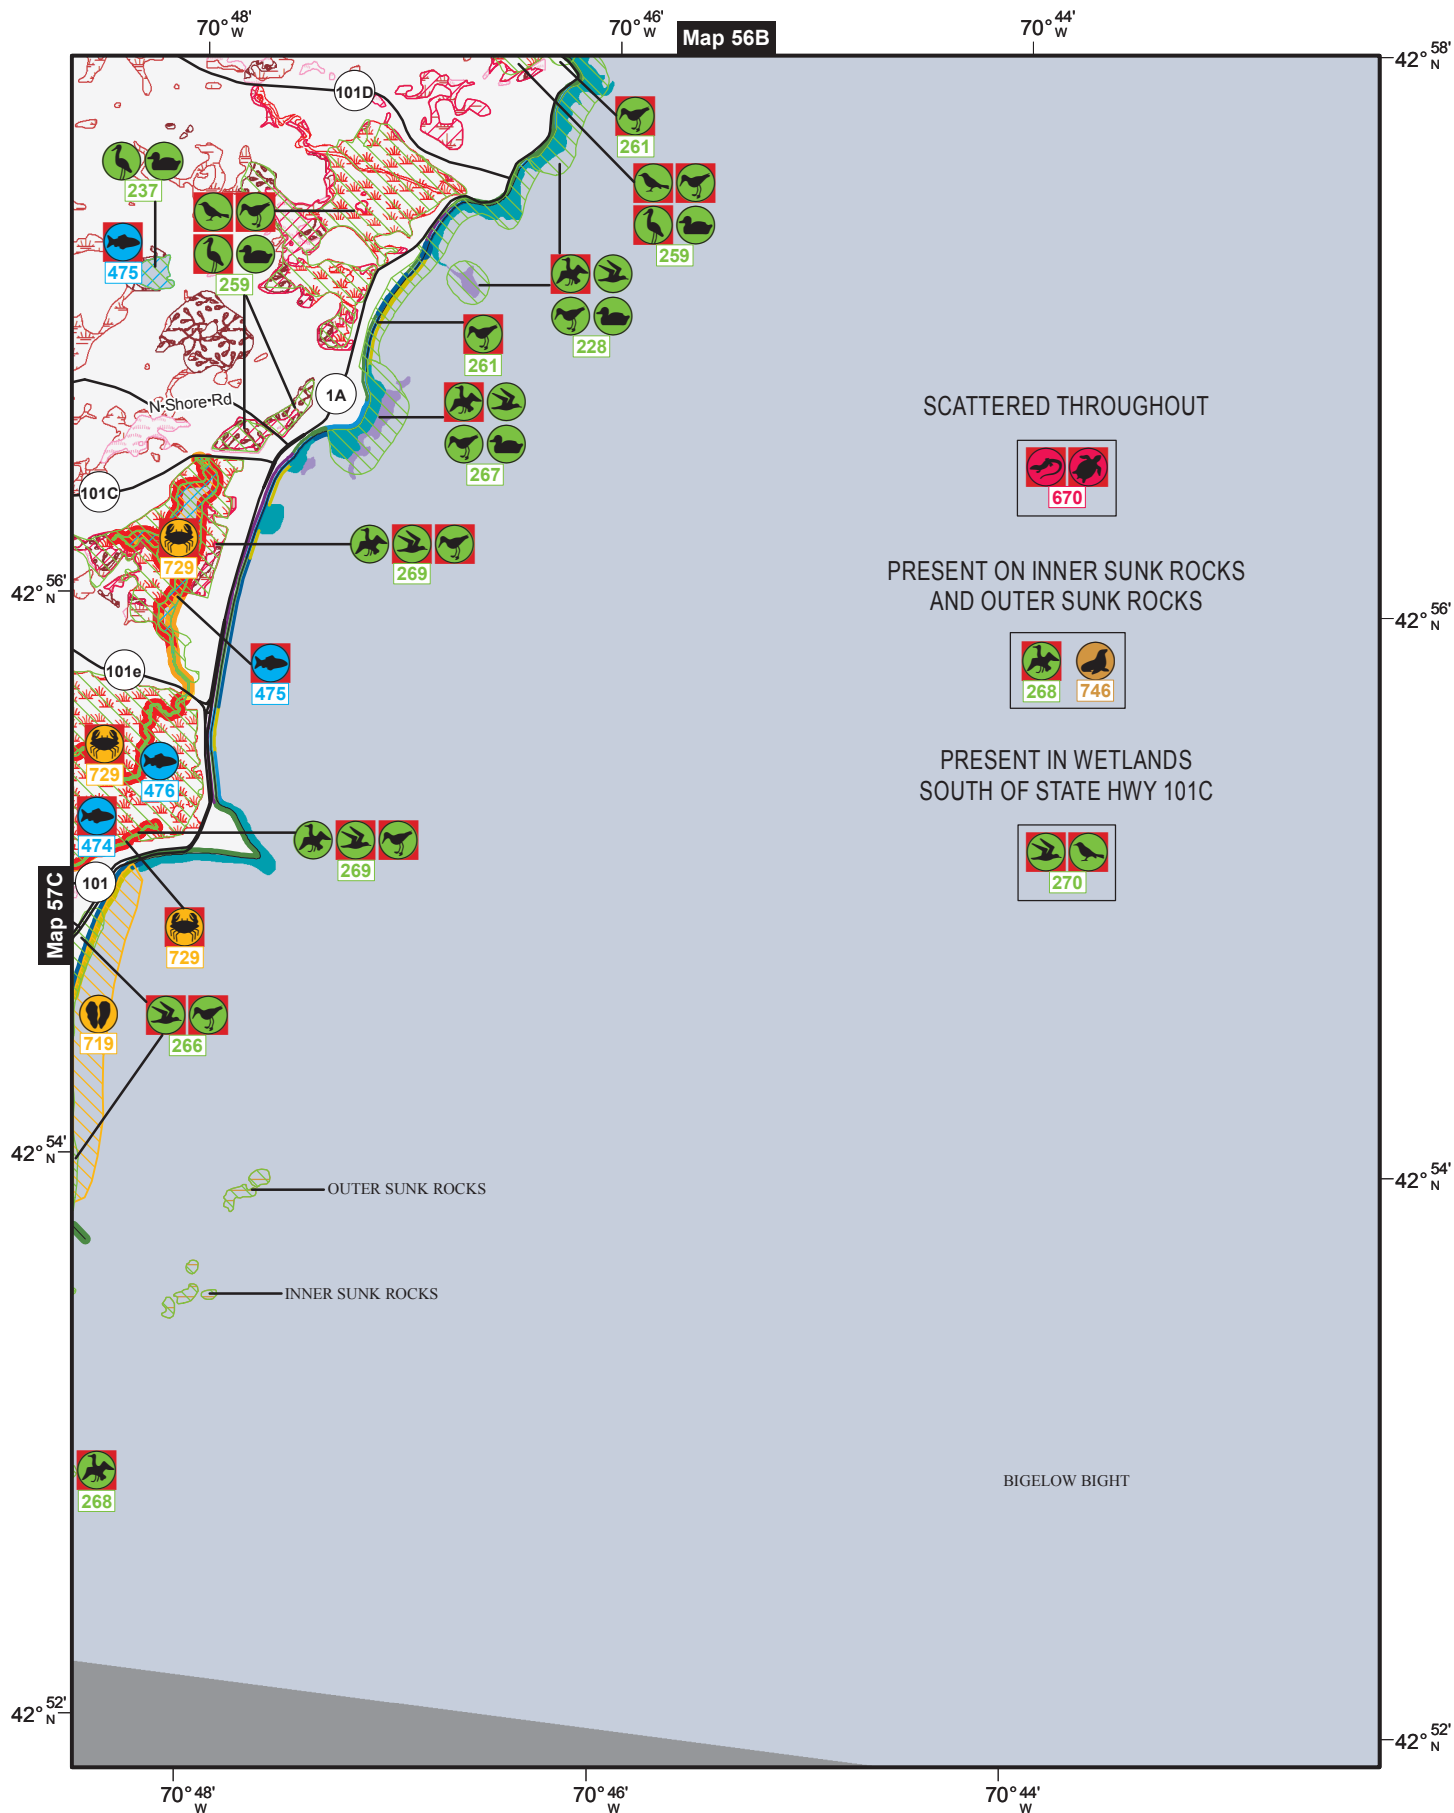 70° 48' W
70° 46' W
70° 44' W
Map 56B
42° 58' N
101D
261
237
259
475
259
228
261
1A
N Shore Rd
267
SCATTERED THROUGHOUT
670
101C
729
269
42° 56' N
42° 56' N
PRESENT ON INNER SUNK ROCKS
AND OUTER SUNK ROCKS
268 746
475
101e
729
476
PRESENT IN WETLANDS
SOUTH OF STATE HWY 101C
270
474
269
101
Map 57C
729
719
266
42° 54' N
42° 54' N
OUTER SUNK ROCKS
INNER SUNK ROCKS
268
BIGELOW BIGHT
42° 52' N
42° 52' N
70° 48' W
70° 46' W
70° 44' W